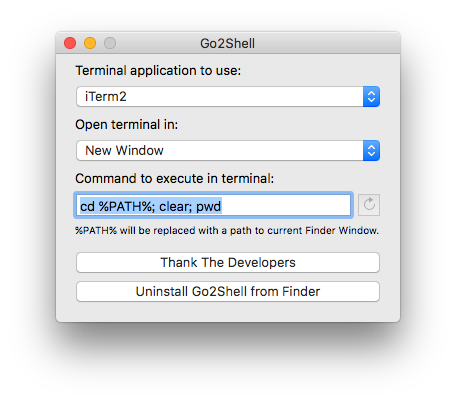 Go2Shell
Terminal application to use:
iTerm2
Open terminal in:
New Window
Command to execute in terminal:
cd %PATH%; clear; pwd
%PATH% will be replaced with a path to current Finder Window.
Thank The Developers
Uninstall Go2Shell from Finder